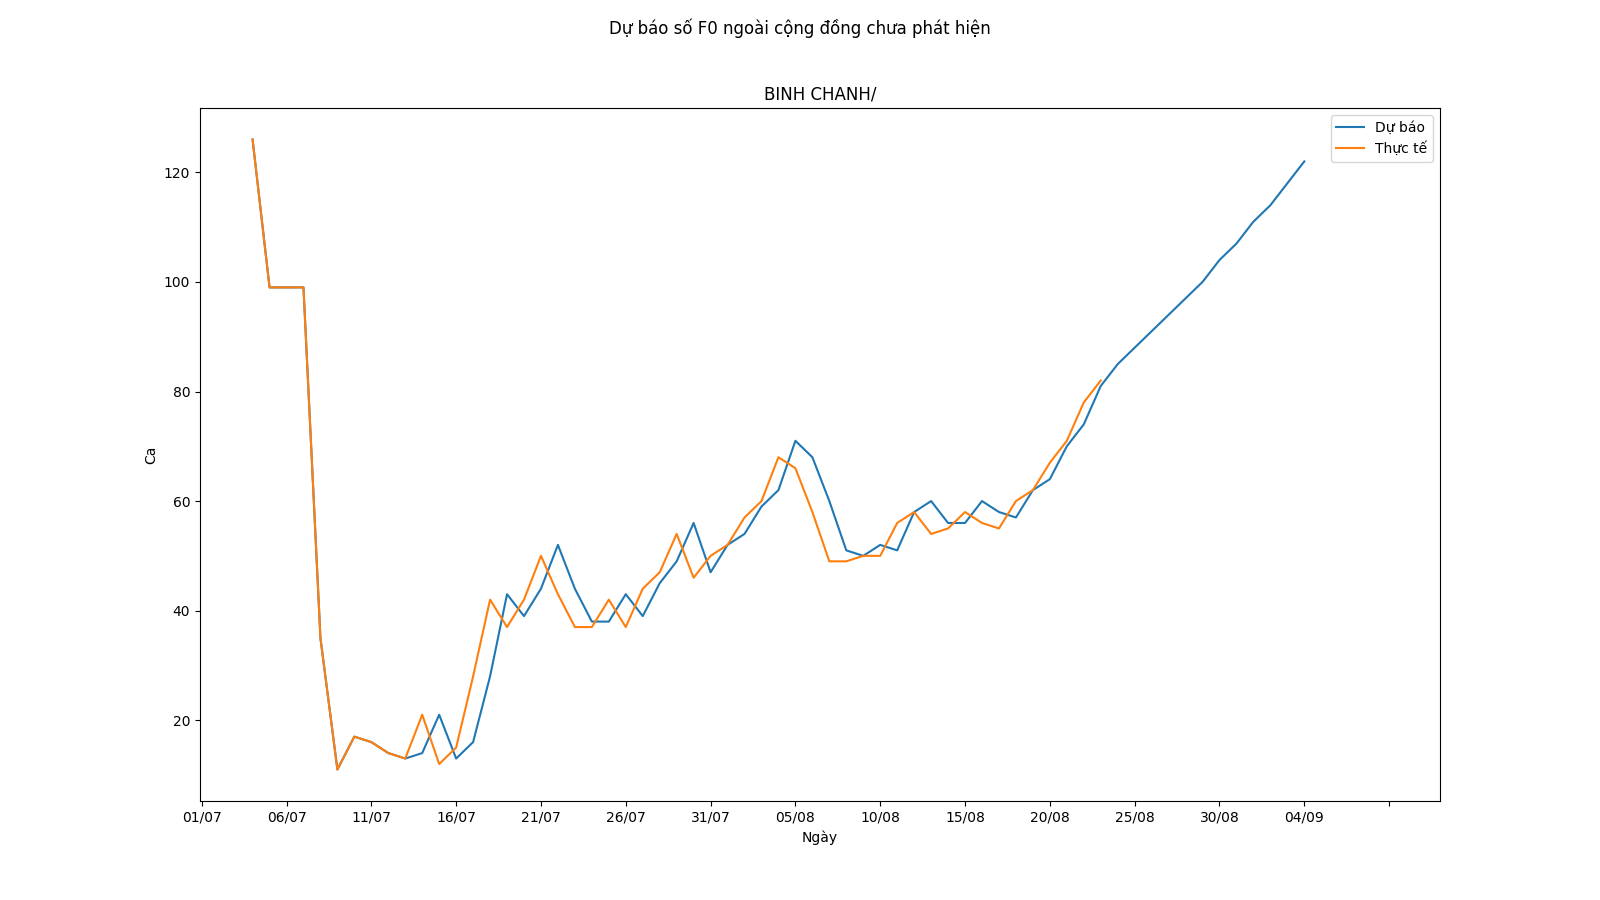 Dự báo số F0 ngoài cộng đồng chưa phát hiện
BINH CHANH/
Dự báo
Thực tế
120
100
80
60
40
20
Ca
01/07 06/07 11/07 16/07 21/07 26/07 31/07 05/08 10/08 15/08 20/08 25/08 30/08 04/09
Ngày